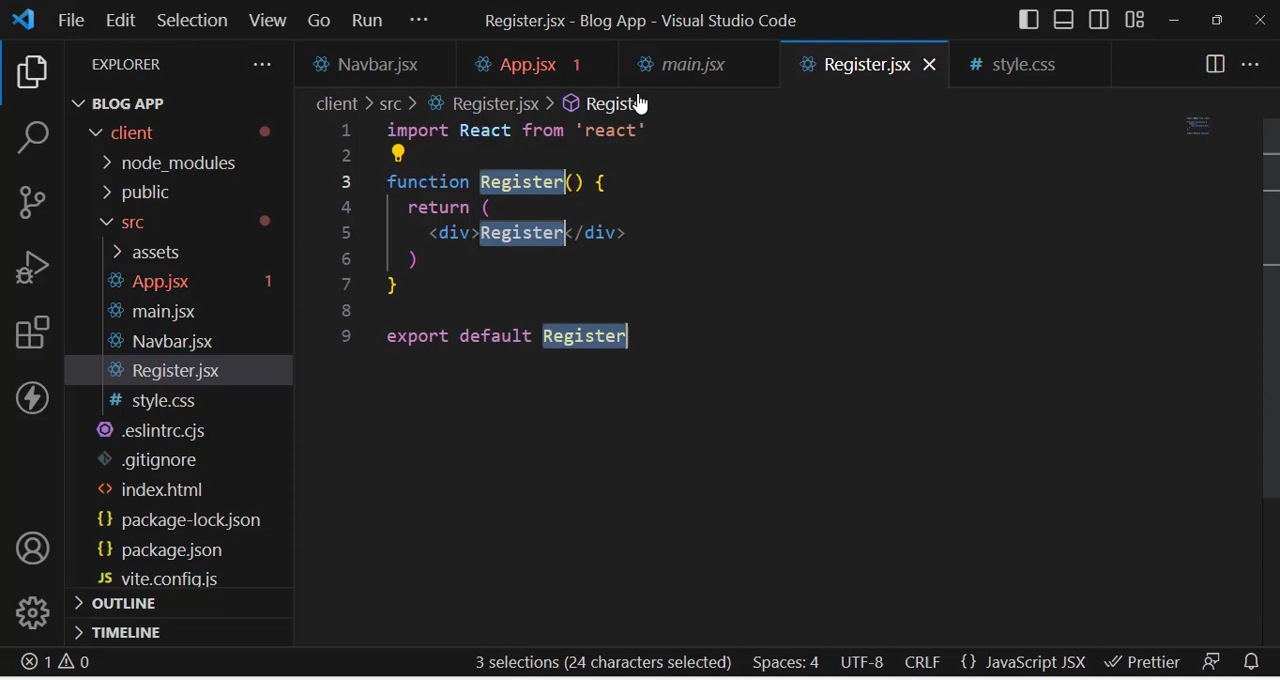 File Edit Selection View Go Run ··· Register.jsx - Blog App - Visual Studio Code
EXPLORER ···
Navbar.jsx App.jsx 1 main.jsx Register.jsx style.css ···
BLOG APP
client
node_modules
public
src
assets
App.jsx 1
main.jsx
Navbar.jsx
Register.jsx
style.css
.eslintrc.cjs
.gitignore
index.html
{} package-lock.json
{} package.json
JS vite.config.js
OUTLINE
TIMELINE
client > src > Register.jsx >
1 import React from 'react'
2
3 function Register() {
4 return (
5 <div>Register</div>
6 )
7 }
8
9 export default Register
1 0 3 selections (24 characters selected) Spaces: 4 UTF-8 CRLF {} JavaScript JSX Prettier